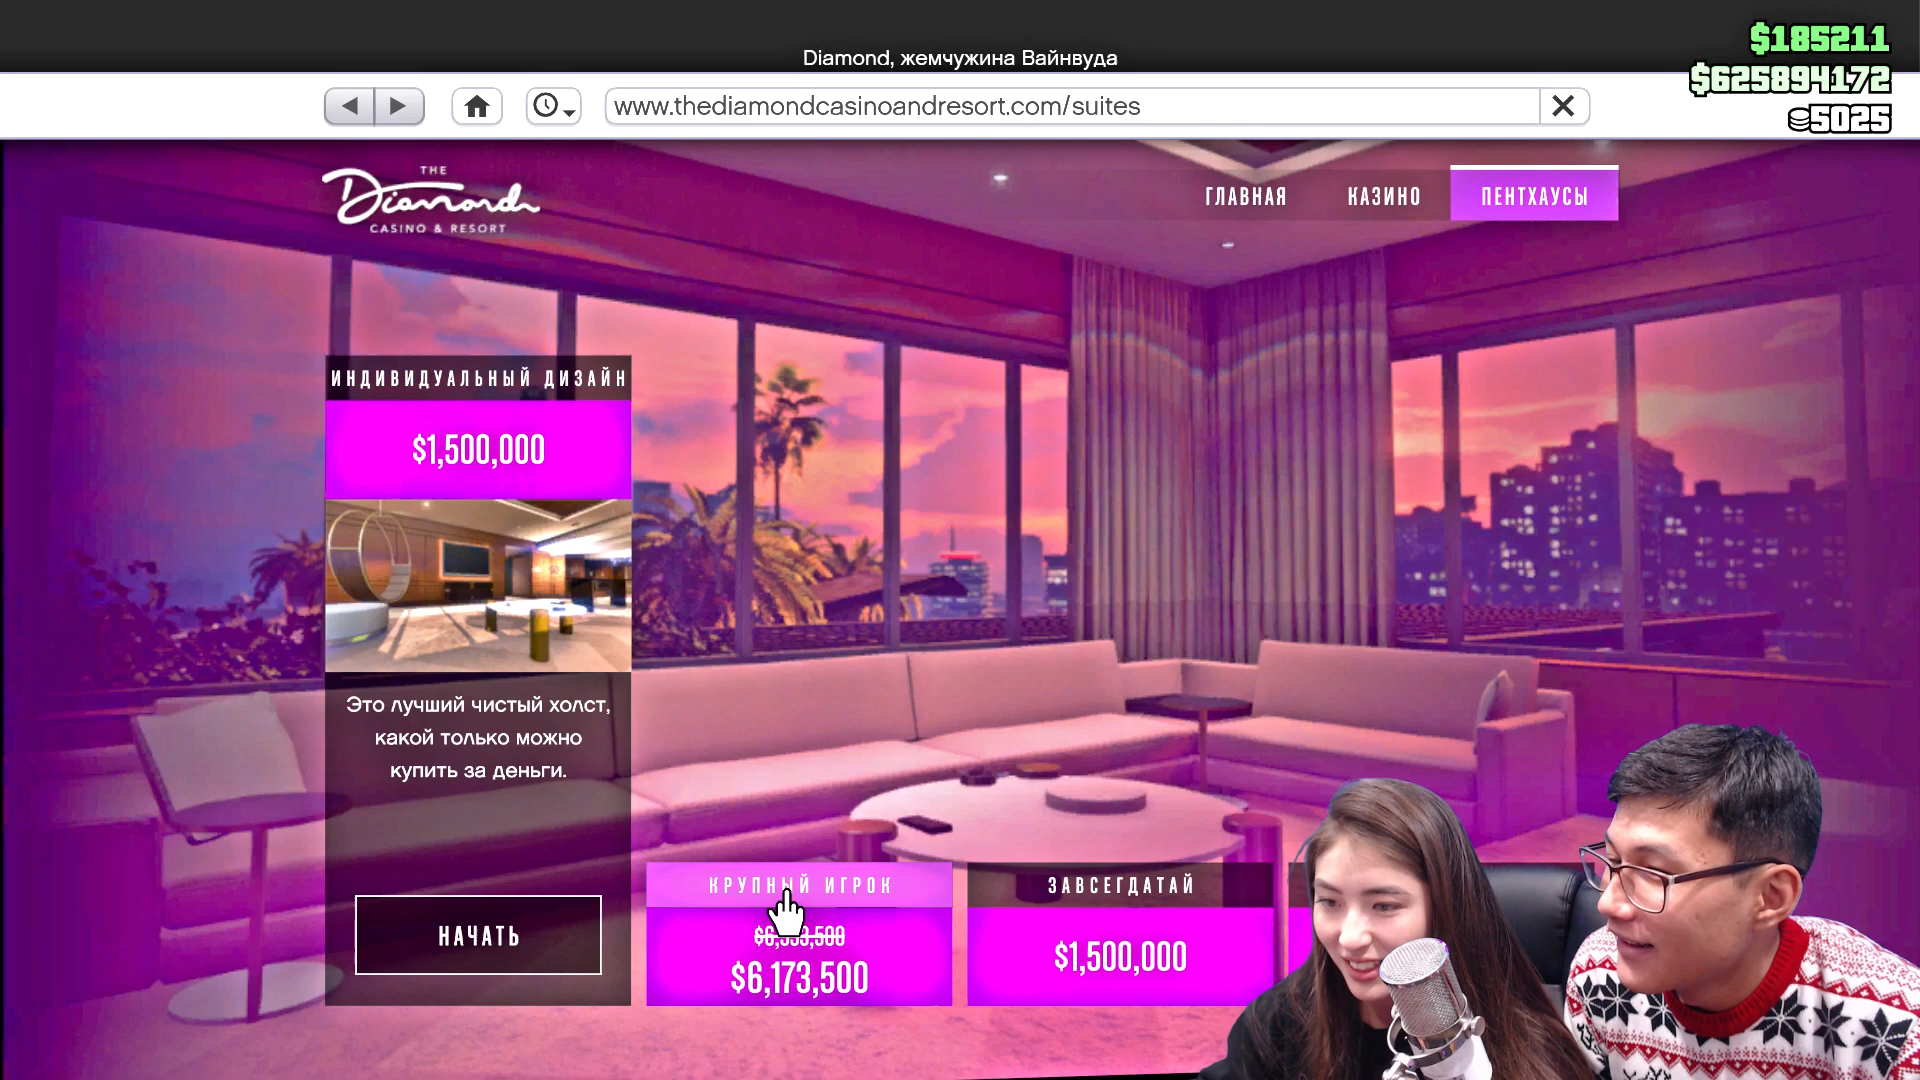 $185211
Diamond, жемчужина Вайнвуда
$625894172
www.thediamondcasinoandresort.com/suites
5025
THE
Diamond
CASINO & RESORT
ГЛАВНАЯ
КАЗИНО
ПЕНТХАУСЫ
ИНДИВИДУАЛЬНЫЙ ДИЗАЙН
$1,500,000
Это лучший чистый холст,
какой только можно
купить за деньги.
НАЧАТЬ
КРУПНЫЙ ИГРОК
$6,173,500
ЗАВСЕГДАТАЙ
$1,500,000